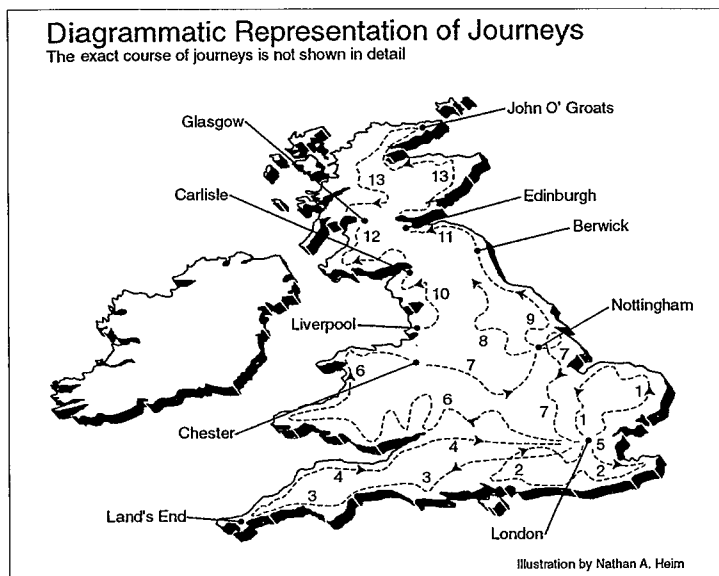 Diagrammatic Representation of Journeys
The exact course of journeys is not shown in detail
John O' Groats
Glasgow
13
13
Carlisle
Edinburgh
12
11
Berwick
10
Nottingham
Liverpool
9
8
7
6
7
1
6
Chester
7
1
5
4
4
2
2
3
3
Land's End
London
Illustration by Nathan A. Heim